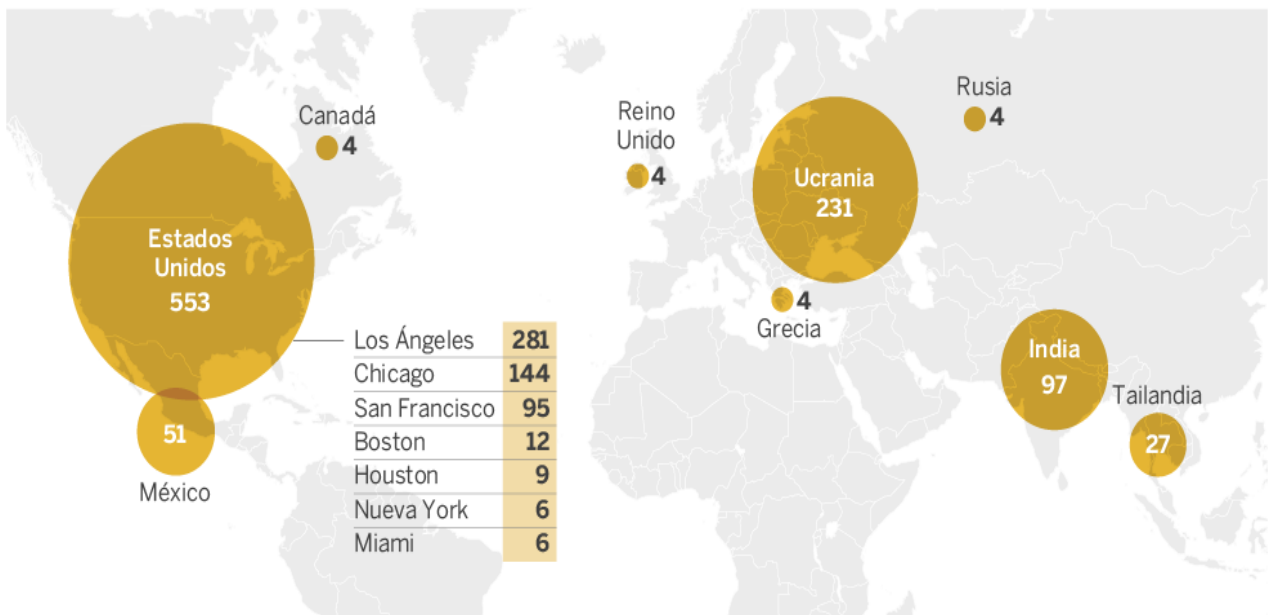 Canadá
4
Estados
Unidos
553
Los Ángeles 281
Chicago 144
San Francisco 95
Boston 12
Houston 9
Nueva York 6
Miami 6
51
México
Reino
Unido
4
Ucrania
231
Rusia
4
4
Grecia
India
97
Tailandia
27